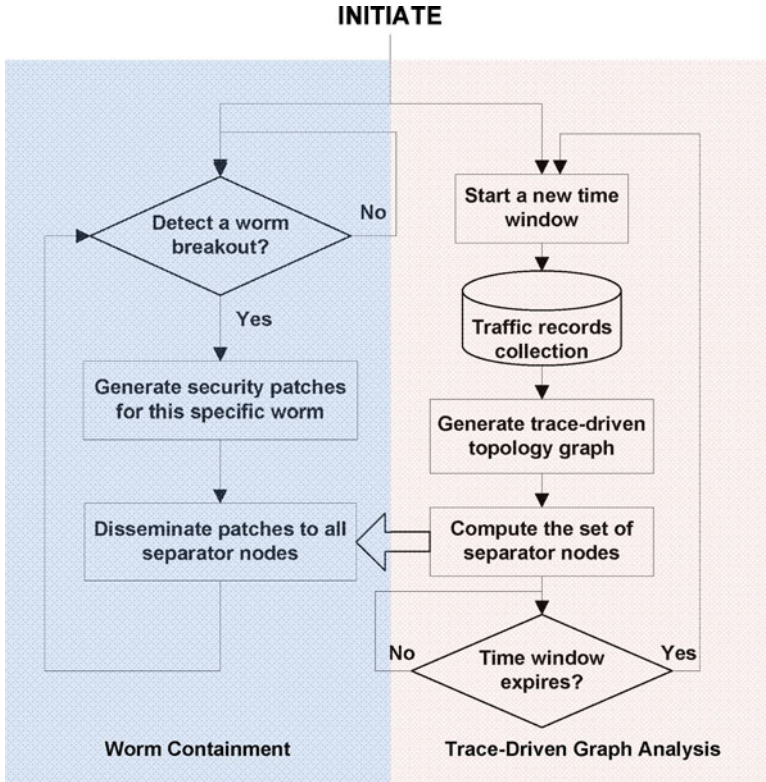 INITIATE
Detect a worm
breakout?
No
Yes
Generate security patches
for this specific worm
Disseminate patches to all
separator nodes
Worm Containment
Start a new time
window
Traffic records
collection
Generate trace-driven
topology graph
Compute the set of
separator nodes
Time window
expires?
No
Yes
Trace-Driven Graph Analysis